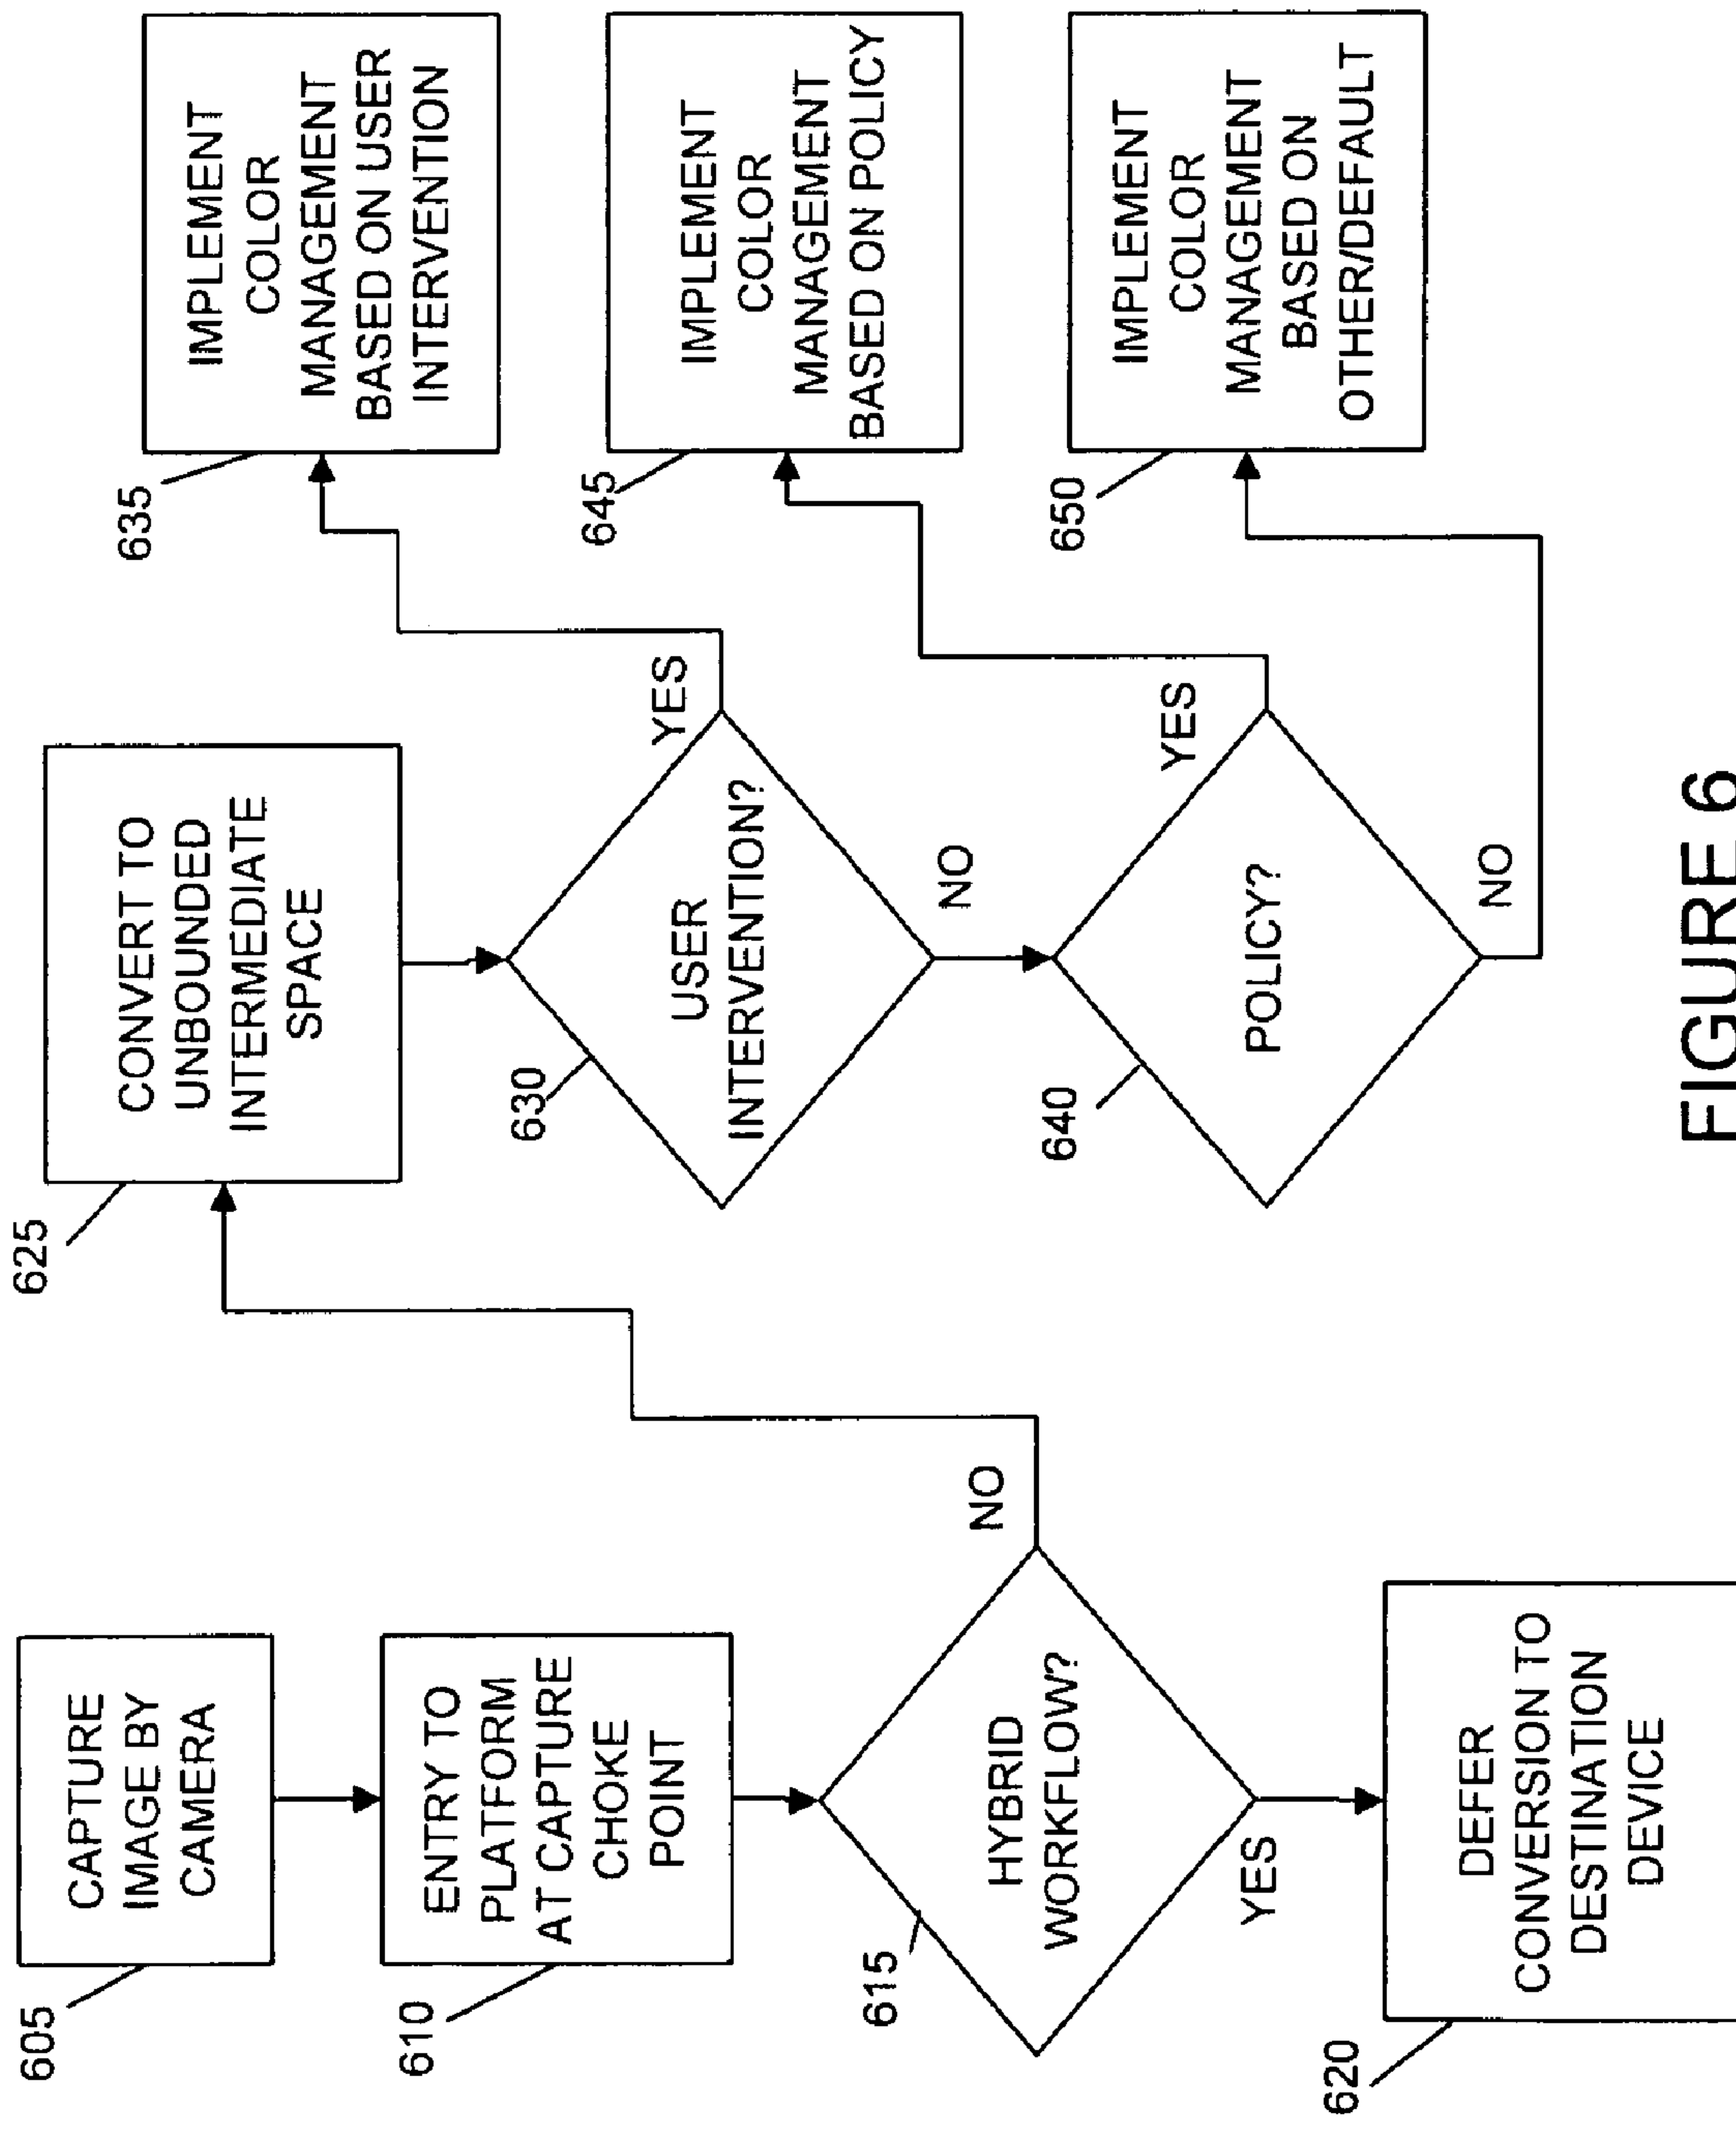 605
CAPTURE
IMAGE BY
CAMERA
610
ENTRY TO
PLATFORM
AT CAPTURE
CHOKE
POINT
615
HYBRID
WORKFLOW?
NO
YES
620
DEFER
CONVERSION TO
DESTINATION
DEVICE
625
CONVERT TO
UNBOUNDED
INTERMEDIATE
SPACE
630
USER
INTERVENTION?
YES
NO
635
IMPLEMENT
COLOR
MANAGEMENT
BASED ON USER
INTERVENTION
640
POLICY?
YES
NO
645
IMPLEMENT
COLOR
MANAGEMENT
BASED ON POLICY
650
IMPLEMENT
COLOR
MANAGEMENT
BASED ON
OTHER/DEFAULT
FIGURE 6